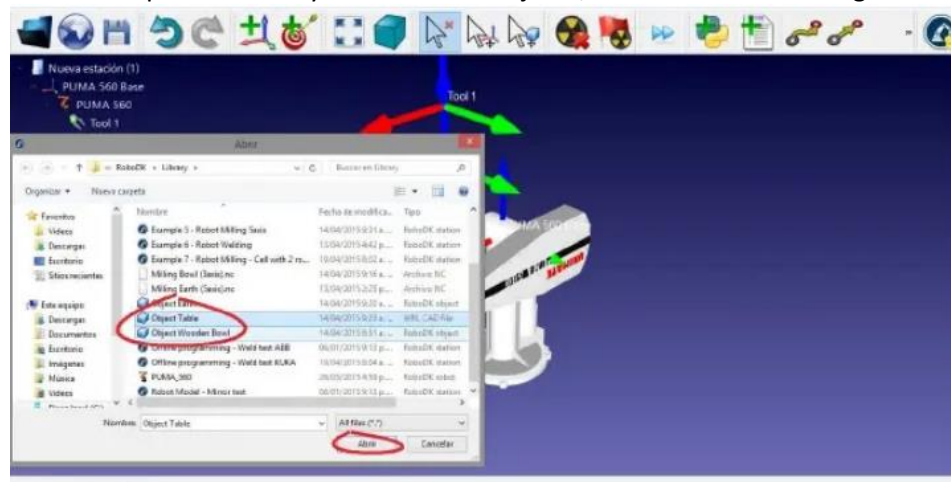 Nueva estación (1)
PUMA 560 Base
PUMA 560
Tool 1
Tool 1
Abrir
RoboDK ▸ Library ▸
Buscar en Library
Organizar ▾ Nueva carpeta
Nombre Fecha de modifica... Tipo
Favoritos
Videos
Descargas
Escritorio
Sitios recientes
Este equipo
Descargas
Documentos
Escritorio
Imágenes
Música
Videos
Example 5 - Robot Milling 5axis RoboDK station
Example 6 - Robot Welding RoboDK station
Example 7 - Robot Milling - Cell with 2 ro... RoboDK station
Milling Bowl (3axis).nc Archivo NC
Milling Earth (5axis).nc Archivo NC
Object Earth RoboDK object
Object Table WRL CAD File
Object Wooden Bowl RoboDK object
Offline programming - Weld test ABB RoboDK station
Offline programming - Weld test KUKA RoboDK station
PUMA_560 RoboDK robot
Robot Model - Mirror test RoboDK station
Nombre: Object Table All files (*.*)
Abrir Cancelar